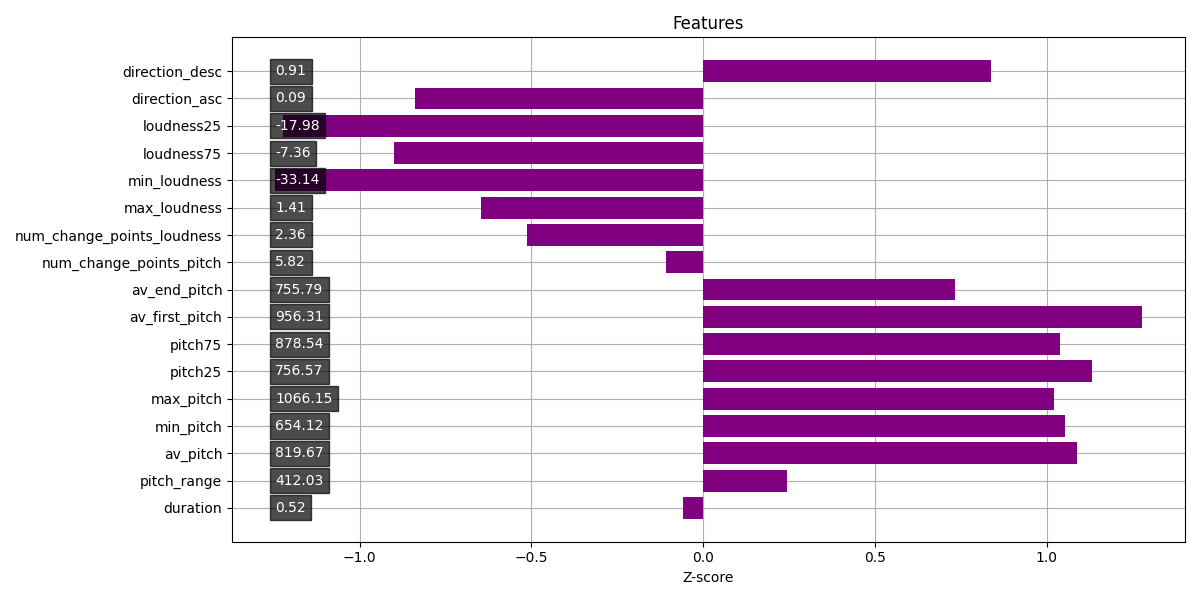 Features
direction_desc 0.91
direction_asc 0.09
loudness25 -17.98
loudness75 -7.36
min_loudness -33.14
max_loudness 1.41
num_change_points_loudness 2.36
num_change_points_pitch 5.82
av_end_pitch 755.79
av_first_pitch 956.31
pitch75 878.54
pitch25 756.57
max_pitch 1066.15
min_pitch 654.12
av_pitch 819.67
pitch_range 412.03
duration 0.52
−1.0 −0.5 0.0 0.5 1.0
Z-score